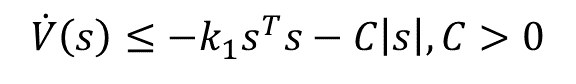 V̇(s) ≤ −k₁sᵀs − C|s|, C > 0